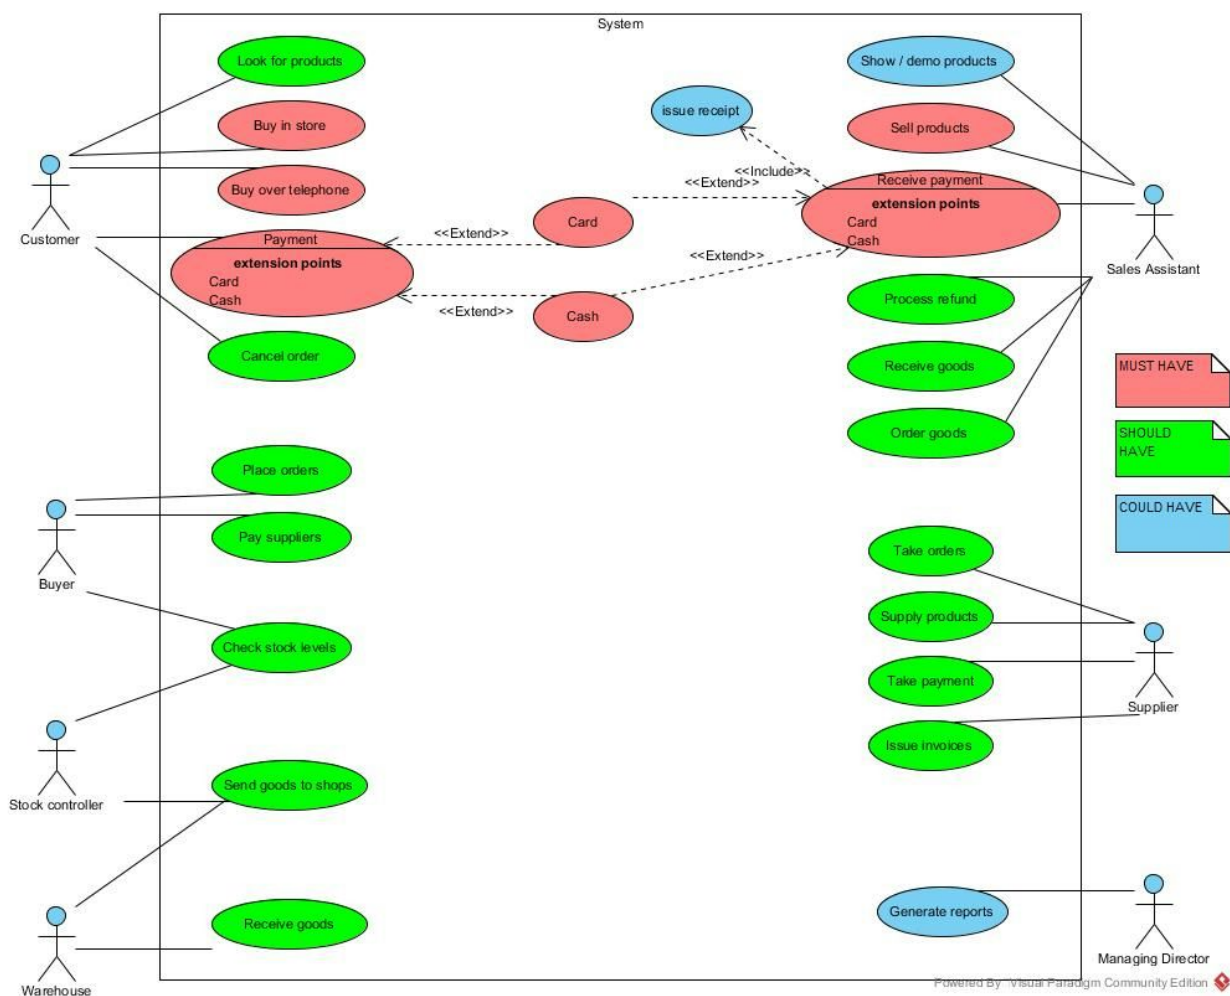 System
Look for products
Show / demo products
issue receipt
Buy in store
Sell products
<<Include>>
<<Extend>>
Receive payment
extension points
Card
Cash
Buy over telephone
Customer
Card
<<Extend>>
Payment
extension points
Card
Cash
<<Extend>>
Sales Assistant
Process refund
<<Extend>>
Cash
Cancel order
Receive goods
MUST HAVE
Order goods
SHOULD
HAVE
Place orders
COULD HAVE
Pay suppliers
Take orders
Buyer
Supply products
Check stock levels
Take payment
Supplier
Issue invoices
Send goods to shops
Stock controller
Receive goods
Generate reports
Managing Director
Warehouse
Powered By Visual Paradigm Community Edition